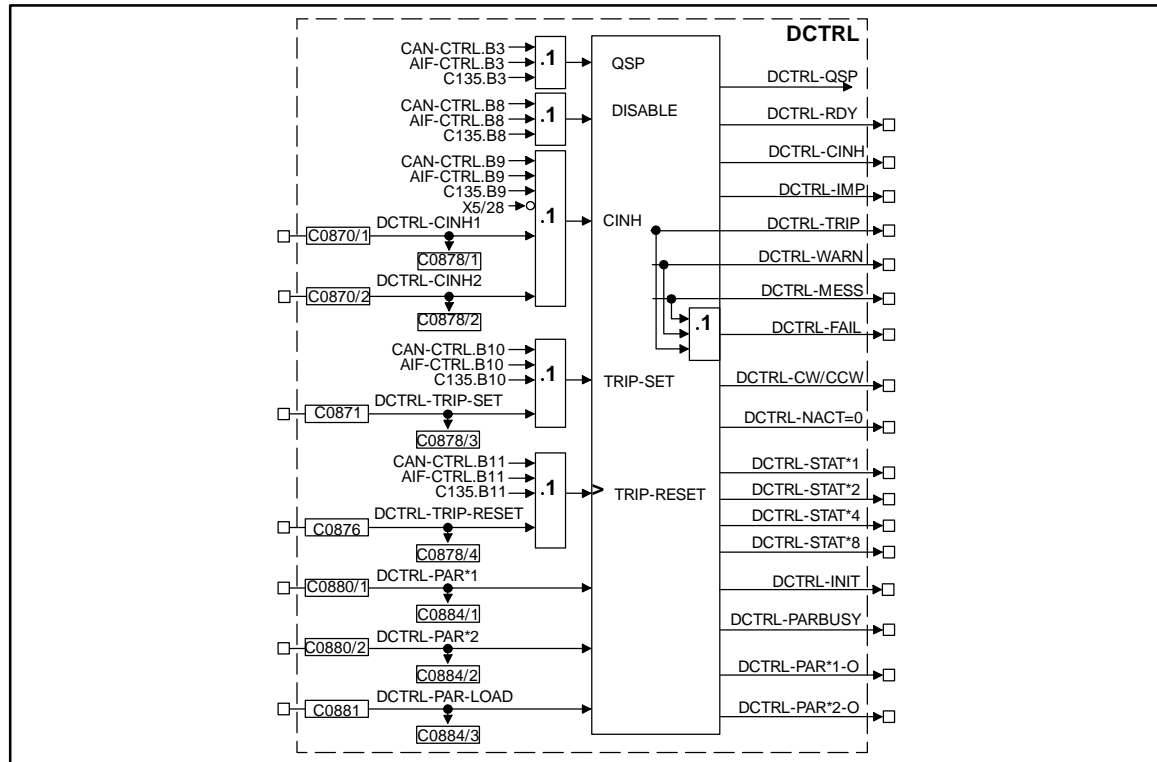 DCTRL
CAN-CTRL.B3
AIF-CTRL.B3
C135.B3
.1
QSP
CAN-CTRL.B8
AIF-CTRL.B8
C135.B8
.1
DISABLE
CAN-CTRL.B9
AIF-CTRL.B9
C135.B9
X5/28
.1
CINH
C0870/1
DCTRL-CINH1
C0878/1
C0870/2
DCTRL-CINH2
C0878/2
CAN-CTRL.B10
AIF-CTRL.B10
C135.B10
.1
TRIP-SET
C0871
DCTRL-TRIP-SET
C0878/3
CAN-CTRL.B11
AIF-CTRL.B11
C135.B11
.1
>
TRIP-RESET
C0876
DCTRL-TRIP-RESET
C0878/4
C0880/1
DCTRL-PAR*1
C0884/1
C0880/2
DCTRL-PAR*2
C0884/2
C0881
DCTRL-PAR-LOAD
C0884/3
DCTRL-QSP
DCTRL-RDY
DCTRL-CINH
DCTRL-IMP
DCTRL-TRIP
DCTRL-WARN
DCTRL-MESS
.1
DCTRL-FAIL
DCTRL-CW/CCW
DCTRL-NACT=0
DCTRL-STAT*1
DCTRL-STAT*2
DCTRL-STAT*4
DCTRL-STAT*8
DCTRL-INIT
DCTRL-PARBUSY
DCTRL-PAR*1-O
DCTRL-PAR*2-O